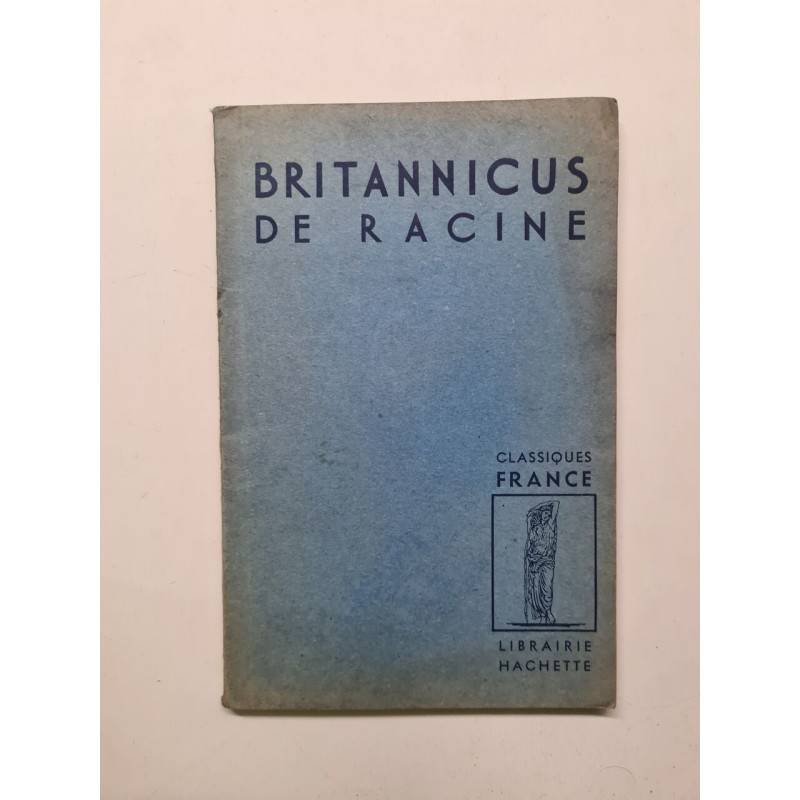 BRITANNICUS
DE RACINE
CLASSIQUES
FRANCE
LIBRAIRIE
HACHETTE